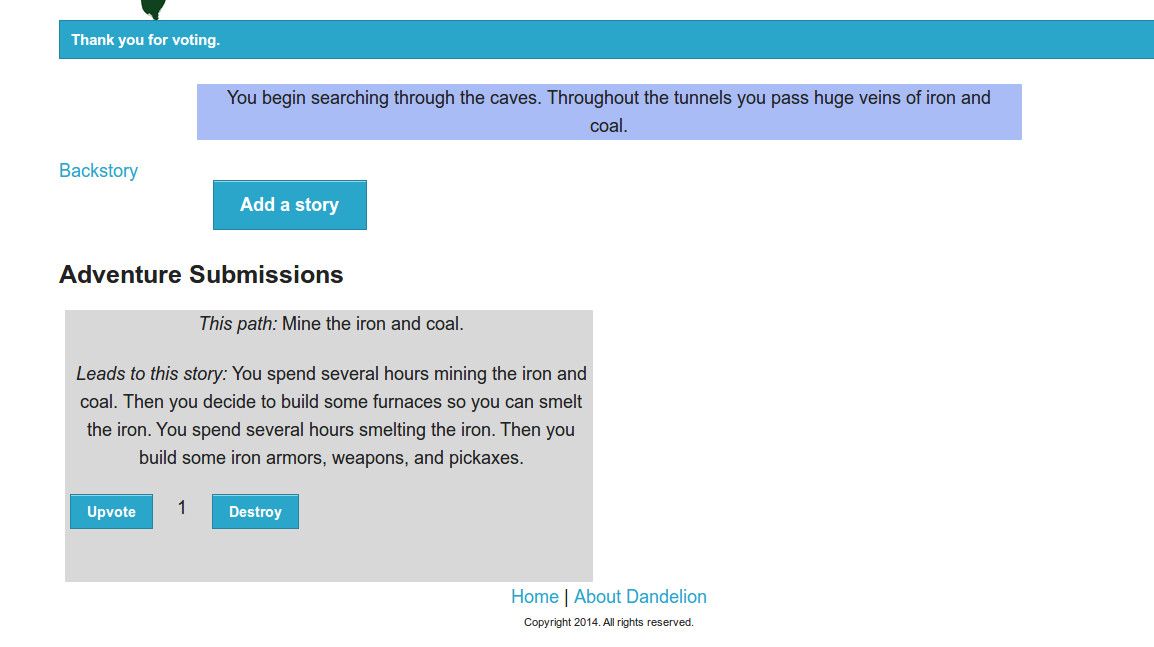 Thank you for voting.
You begin searching through the caves. Throughout the tunnels you pass huge veins of iron and
coal.
Backstory
Add a story
Adventure Submissions
This path: Mine the iron and coal.
Leads to this story: You spend several hours mining the iron and
coal. Then you decide to build some furnaces so you can smelt
the iron. You spend several hours smelting the iron. Then you
build some iron armors, weapons, and pickaxes.
Upvote 1 Destroy
Home | About Dandelion
Copyright 2014. All rights reserved.